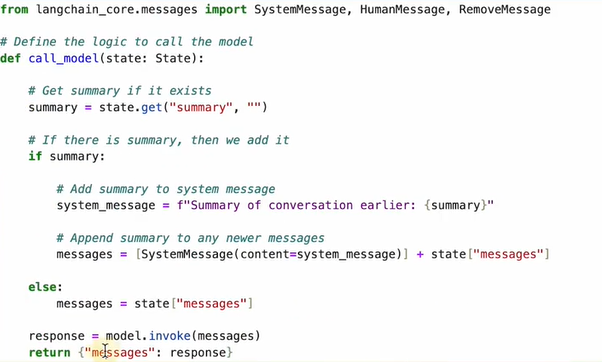 from langchain_core.messages import SystemMessage, HumanMessage, RemoveMessage
# Define the logic to call the model
def call_model(state: State):
# Get summary if it exists
summary = state.get("summary", "")
# If there is summary, then we add it
if summary:
# Add summary to system message
system_message = f"Summary of conversation earlier: {summary}"
# Append summary to any newer messages
messages = [SystemMessage(content=system_message)] + state["messages"]
else:
messages = state["messages"]
response = model.invoke(messages)
return {"messages": response}